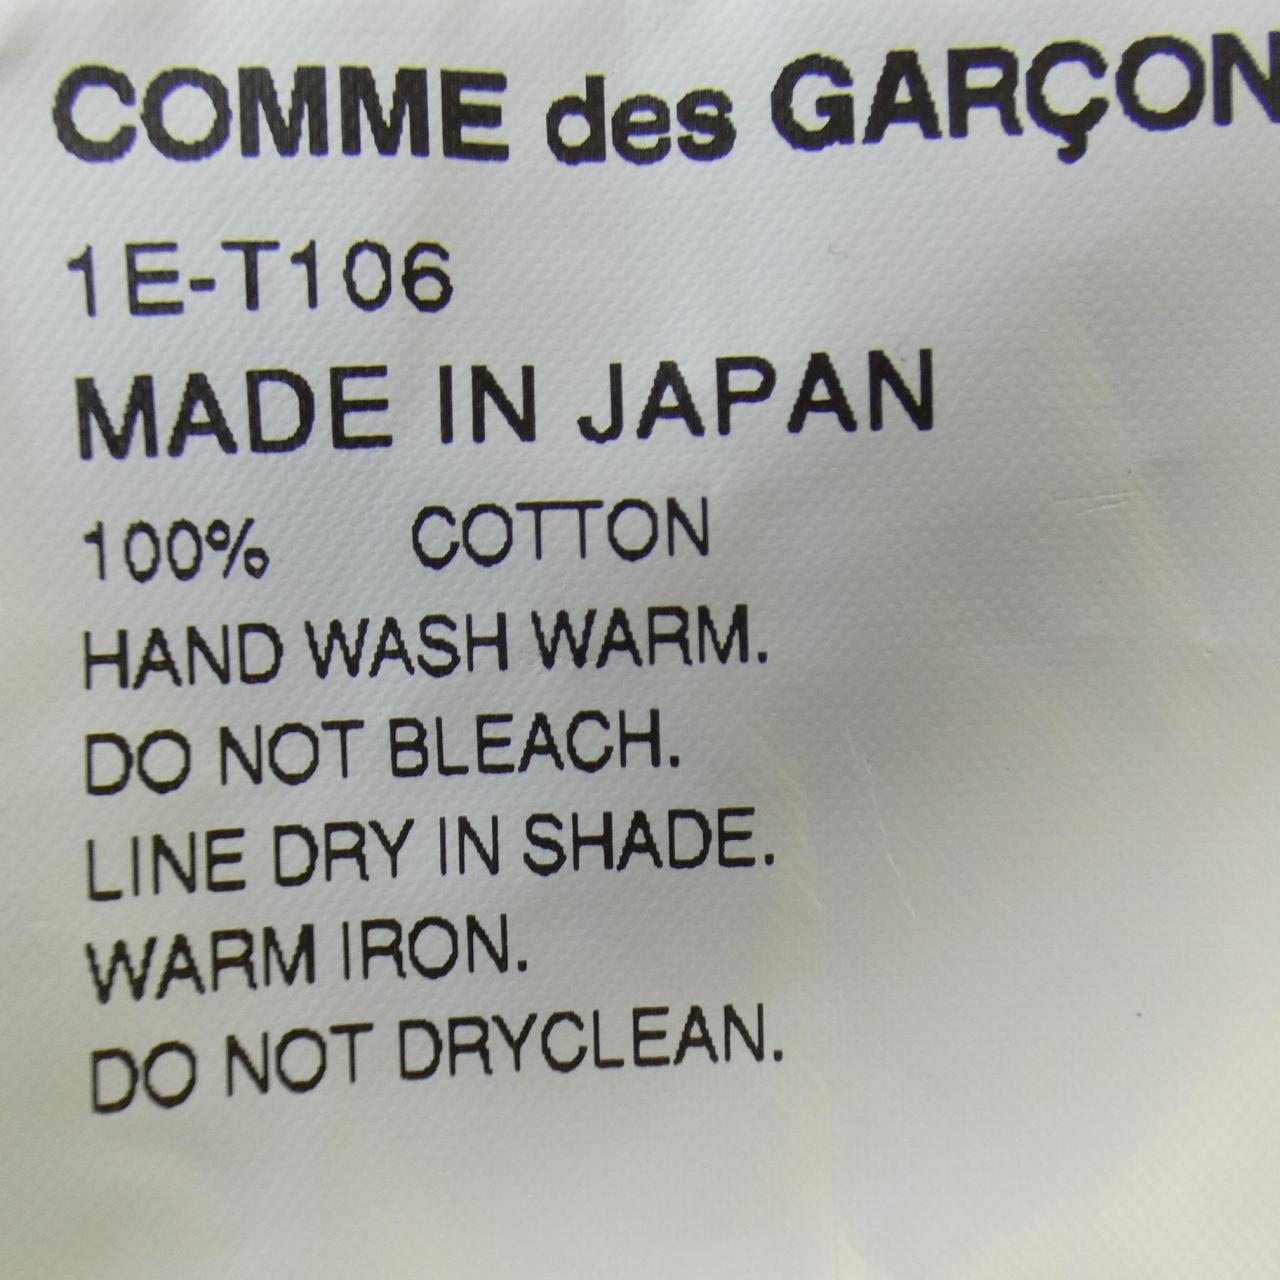 COMME des GARÇON
1E-T106
MADE IN JAPAN
100% COTTON
HAND WASH WARM.
DO NOT BLEACH.
LINE DRY IN SHADE.
WARM IRON.
DO NOT DRYCLEAN.